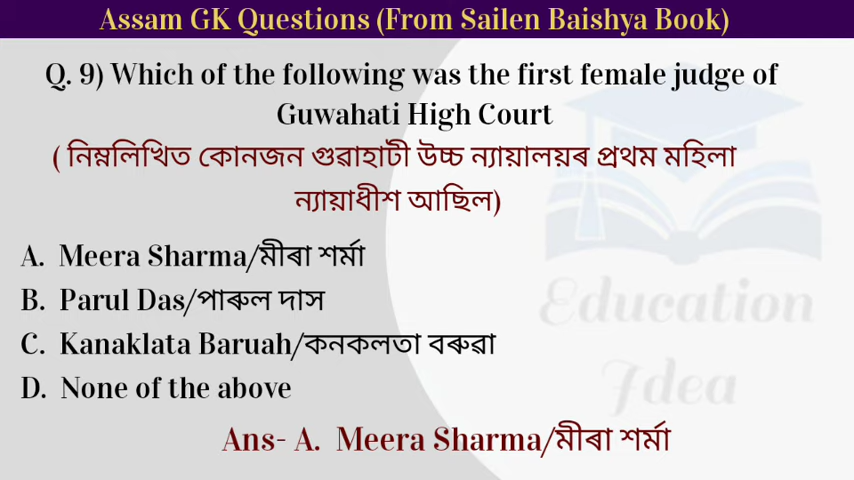 Assam GK Questions (From Sailen Baishya Book)
Q. 9) Which of the following was the first female judge of
Guwahati High Court
( নিম্নলিখিত কোনজন গুৱাহাটী উচ্চ ন্যায়ালয়ৰ প্ৰথম মহিলা
ন্যায়াধীশ আছিল)
A. Meera Sharma/মীৰা শৰ্মা
B. Parul Das/পাৰুল দাস
C. Kanaklata Baruah/কনকলতা বৰুৱা
D. None of the above
Education
Idea
Ans- A. Meera Sharma/মীৰা শৰ্মা